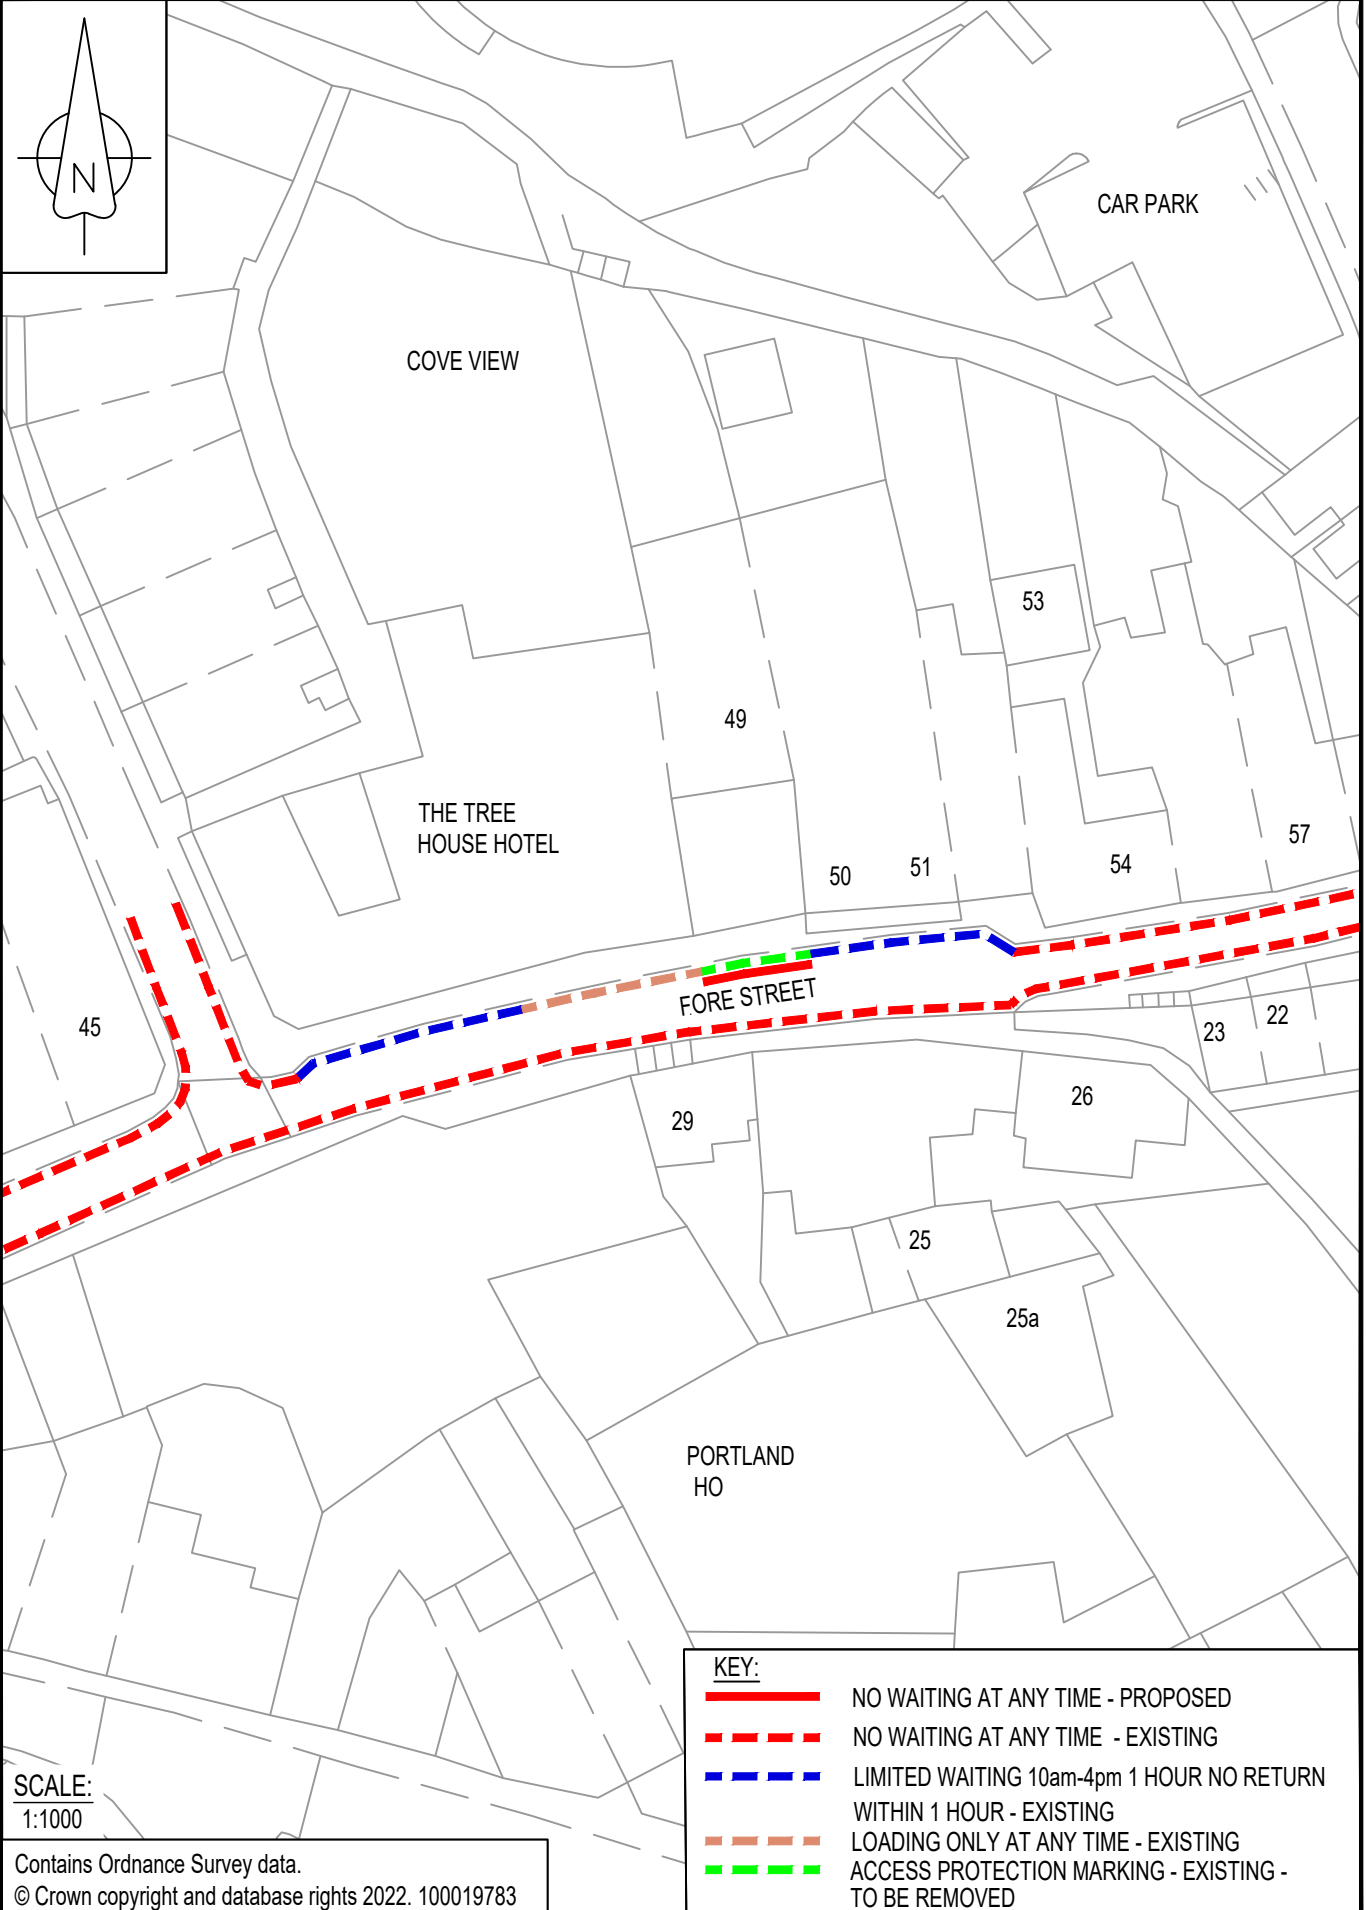 N
CAR PARK
COVE VIEW
53
49
THE TREE
HOUSE HOTEL
57
50
51
54
FORE STREET
45
23
22
26
29
25
25a
PORTLAND
HO
KEY:
NO WAITING AT ANY TIME - PROPOSED
NO WAITING AT ANY TIME - EXISTING
LIMITED WAITING 10am-4pm 1 HOUR NO RETURN
WITHIN 1 HOUR - EXISTING
LOADING ONLY AT ANY TIME - EXISTING
ACCESS PROTECTION MARKING - EXISTING -
TO BE REMOVED
SCALE:
1:1000
Contains Ordnance Survey data.
© Crown copyright and database rights 2022. 100019783